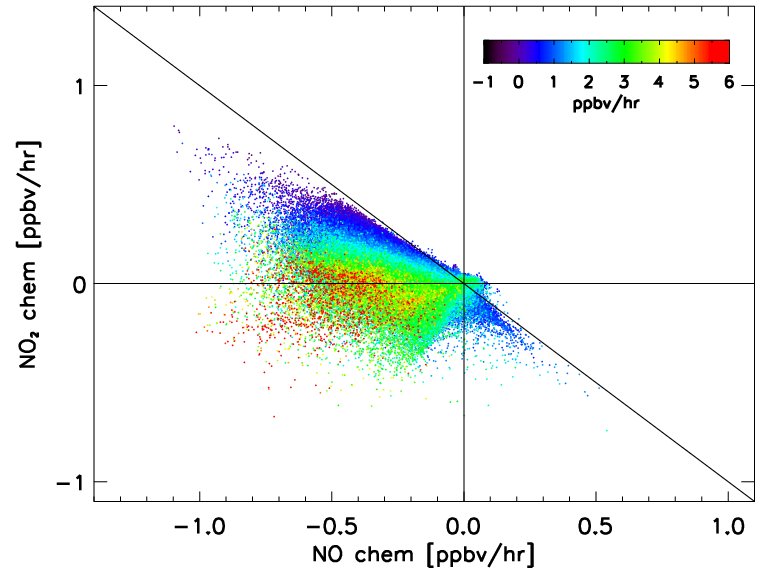 -1 0 1 2 3 4 5 6
ppbv/hr
1
0
-1
NO₂ chem [ppbv/hr]
-1.0 -0.5 0.0 0.5 1.0
NO chem [ppbv/hr]